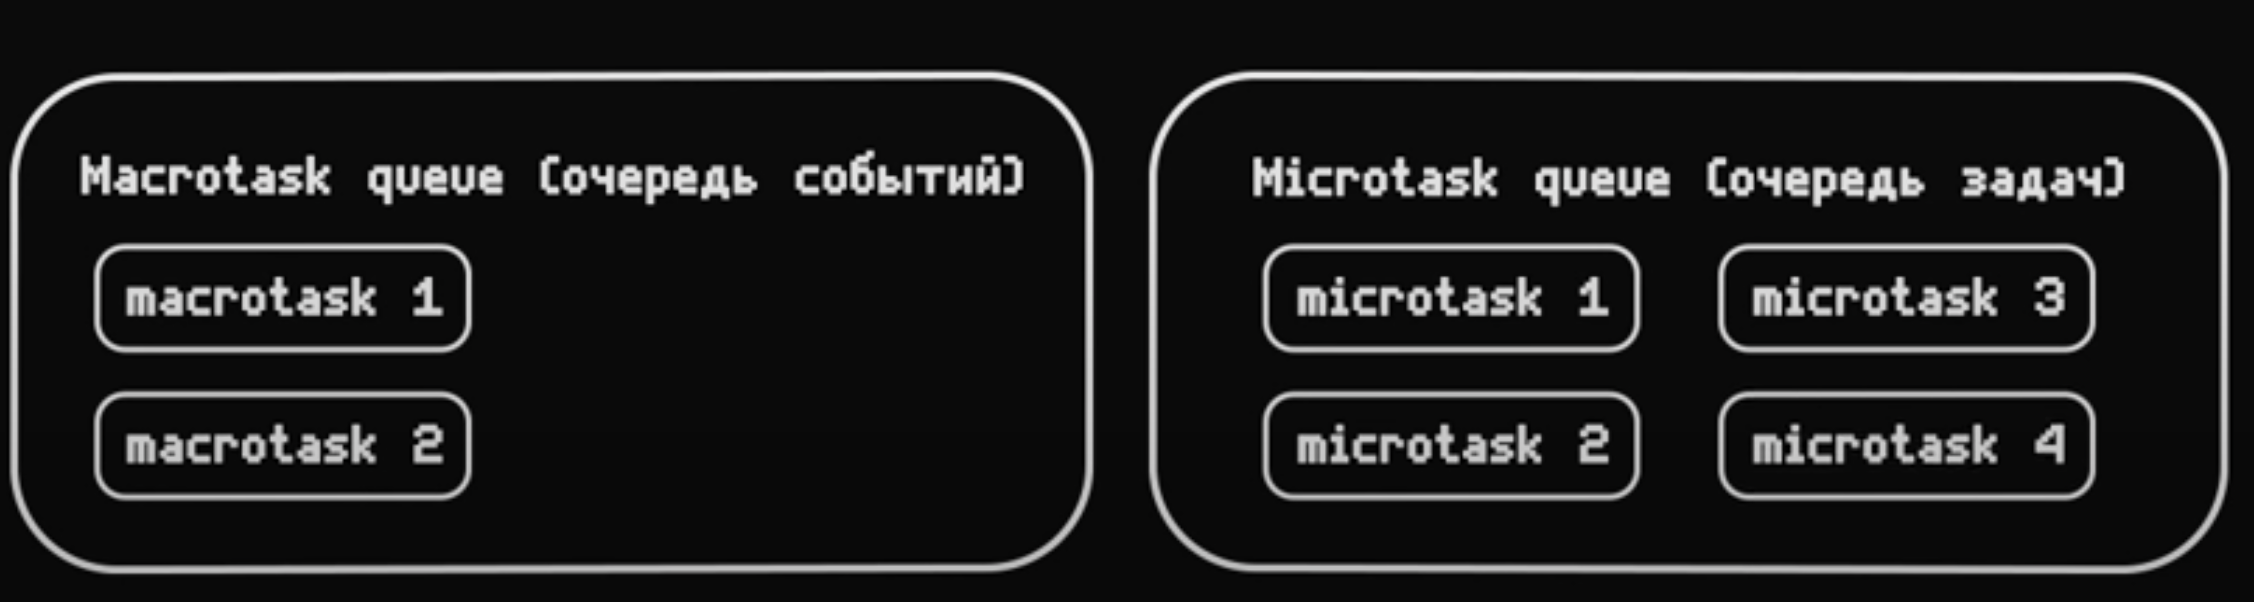 Macrotask queue (очередь событий)
macrotask 1
macrotask 2
Microtask queue (очередь задач)
microtask 1
microtask 3
microtask 2
microtask 4